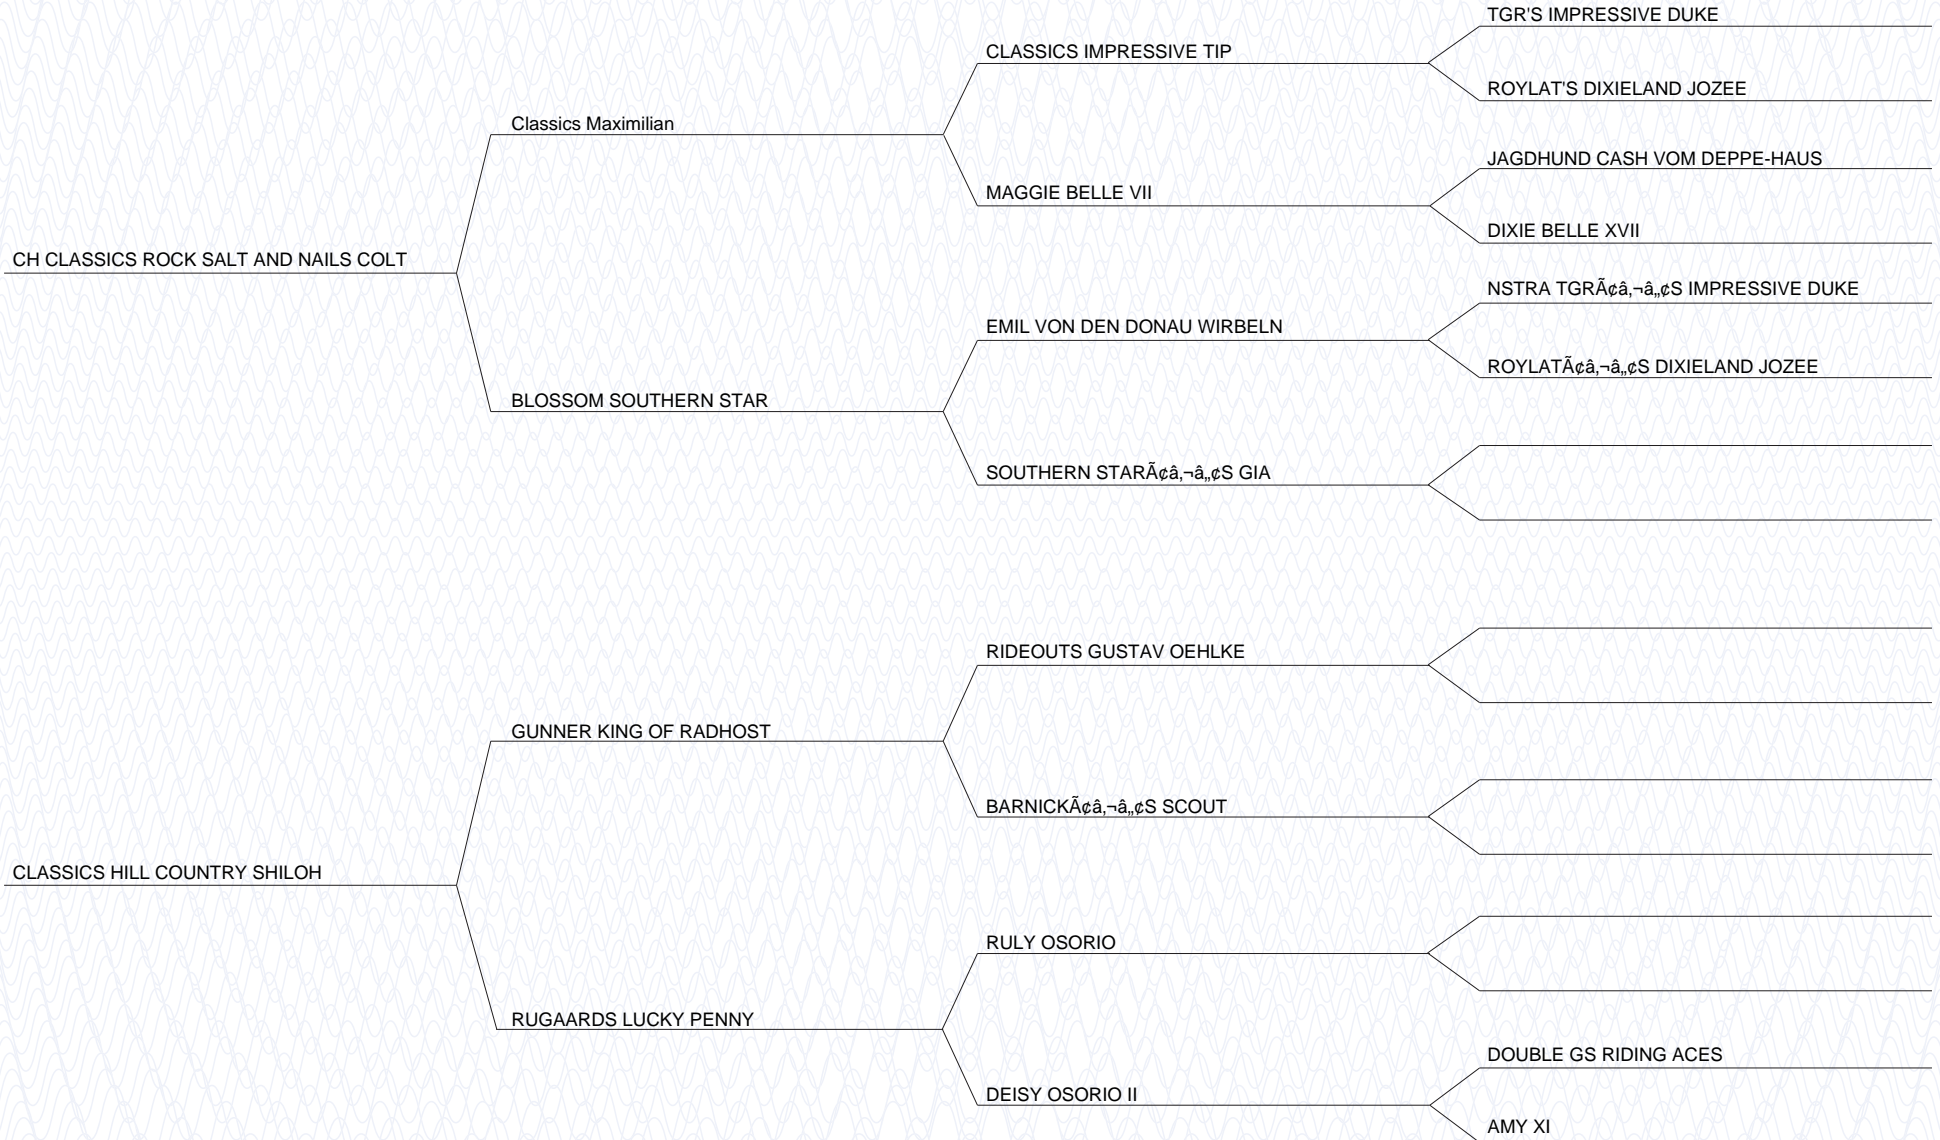 TGR'S IMPRESSIVE DUKE
CLASSICS IMPRESSIVE TIP
ROYLAT'S DIXIELAND JOZEE
Classics Maximilian
JAGDHUND CASH VOM DEPPE-HAUS
MAGGIE BELLE VII
DIXIE BELLE XVII
CH CLASSICS ROCK SALT AND NAILS COLT
NSTRA TGRÃ¢â‚¬â„¢S IMPRESSIVE DUKE
EMIL VON DEN DONAU WIRBELN
ROYLATÃ¢â‚¬â„¢S DIXIELAND JOZEE
BLOSSOM SOUTHERN STAR
SOUTHERN STARÃ¢â‚¬â„¢S GIA
RIDEOUTS GUSTAV OEHLKE
GUNNER KING OF RADHOST
BARNICKÃ¢â‚¬â„¢S SCOUT
CLASSICS HILL COUNTRY SHILOH
RULY OSORIO
RUGAARDS LUCKY PENNY
DOUBLE GS RIDING ACES
DEISY OSORIO II
AMY XI